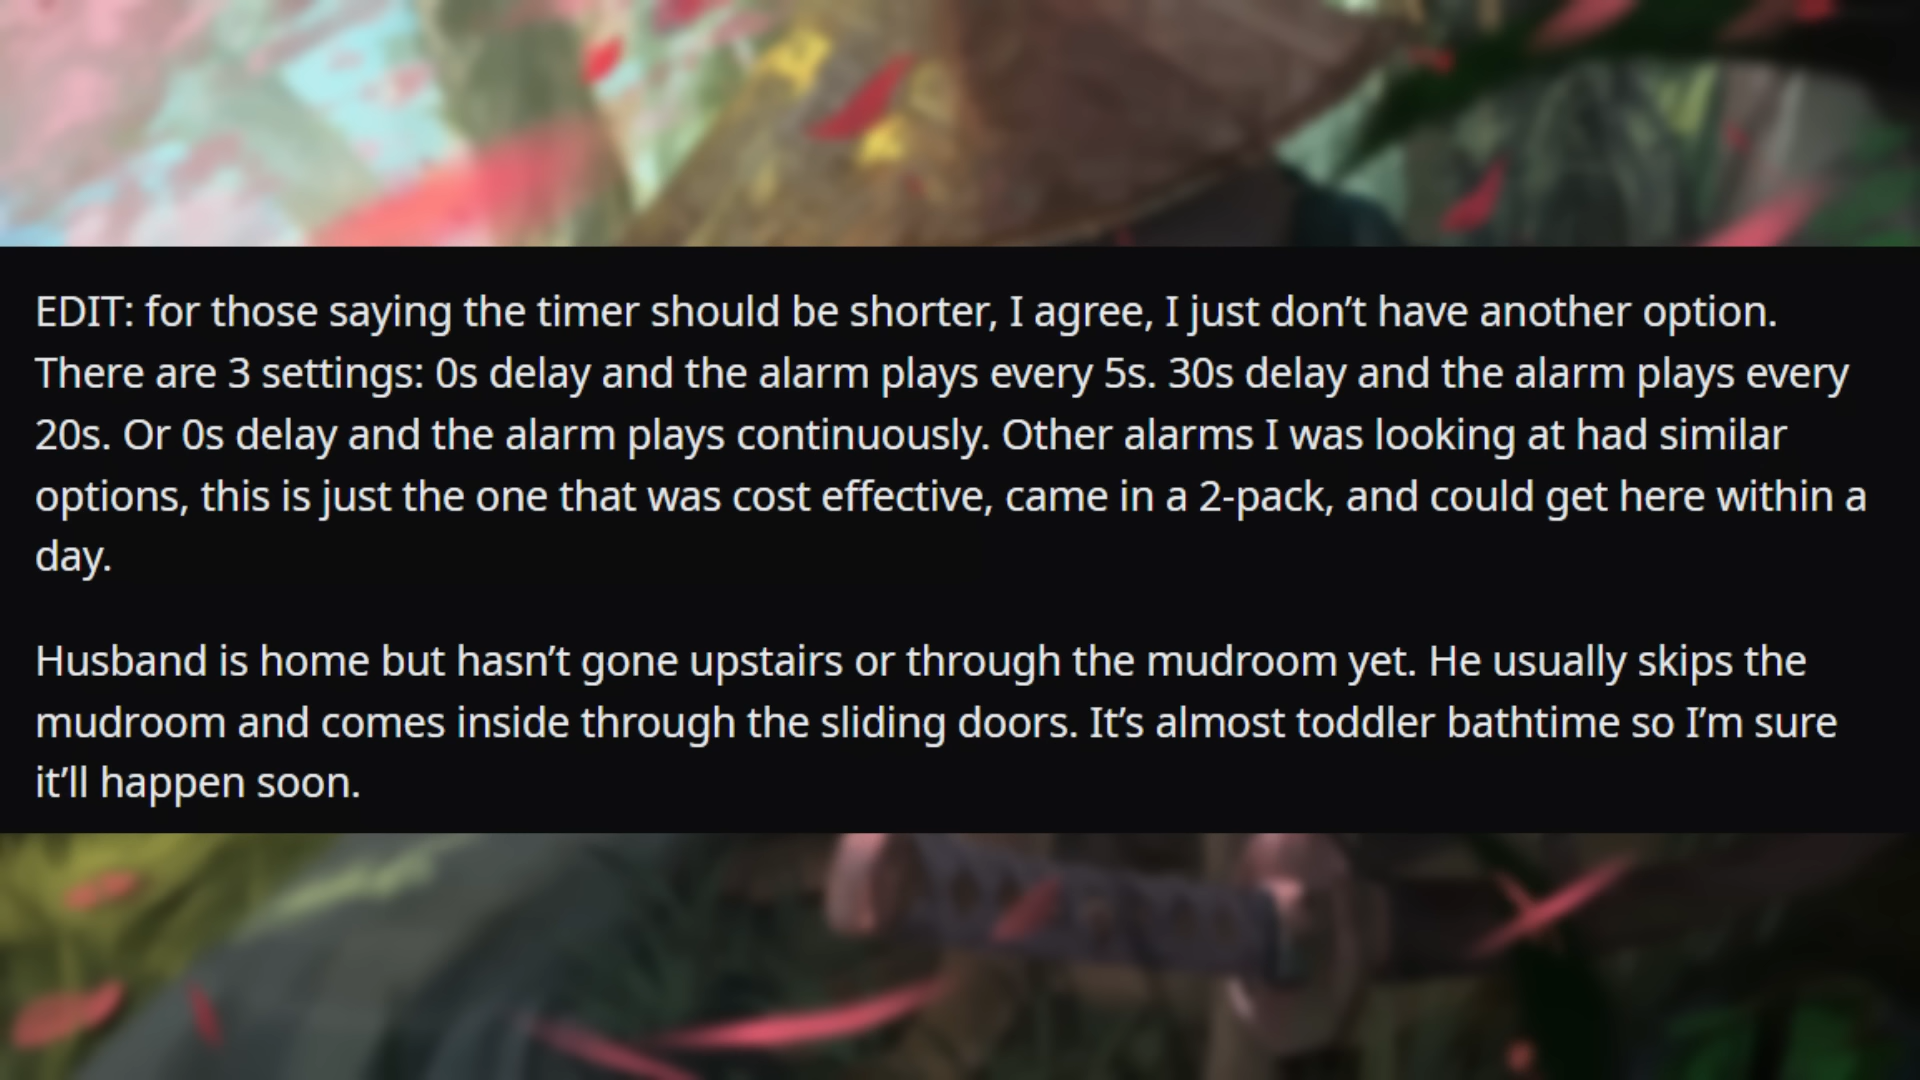 EDIT: for those saying the timer should be shorter, I agree, I just don’t have another option.
There are 3 settings: 0s delay and the alarm plays every 5s. 30s delay and the alarm plays every
20s. Or 0s delay and the alarm plays continuously. Other alarms I was looking at had similar
options, this is just the one that was cost effective, came in a 2-pack, and could get here within a
day.
Husband is home but hasn’t gone upstairs or through the mudroom yet. He usually skips the
mudroom and comes inside through the sliding doors. It’s almost toddler bathtime so I’m sure
it’ll happen soon.